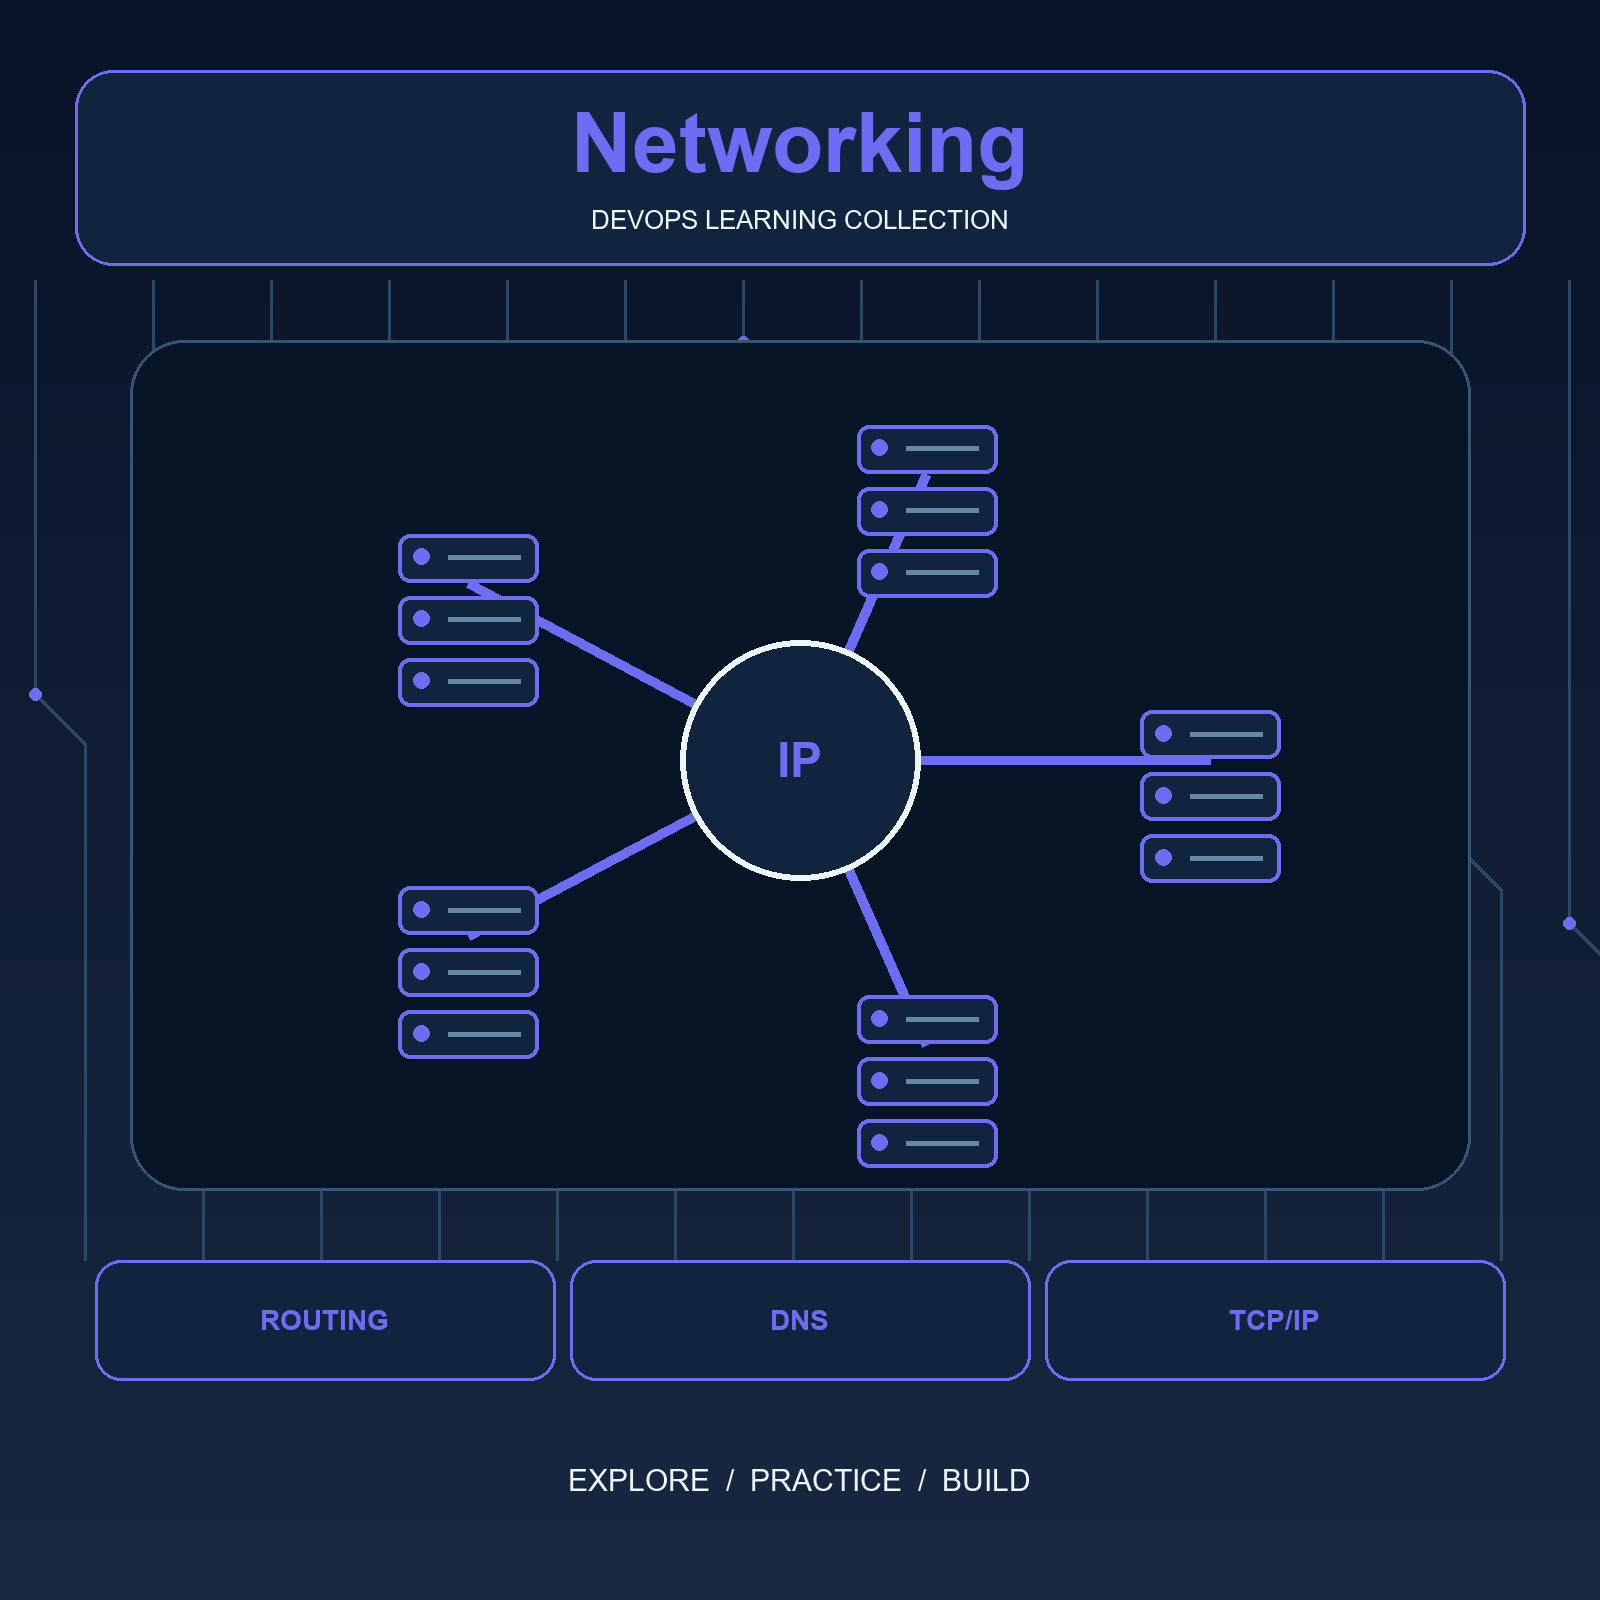 Networking
DEVOPS LEARNING COLLECTION
IP
ROUTING
DNS
TCP/IP
EXPLORE / PRACTICE / BUILD